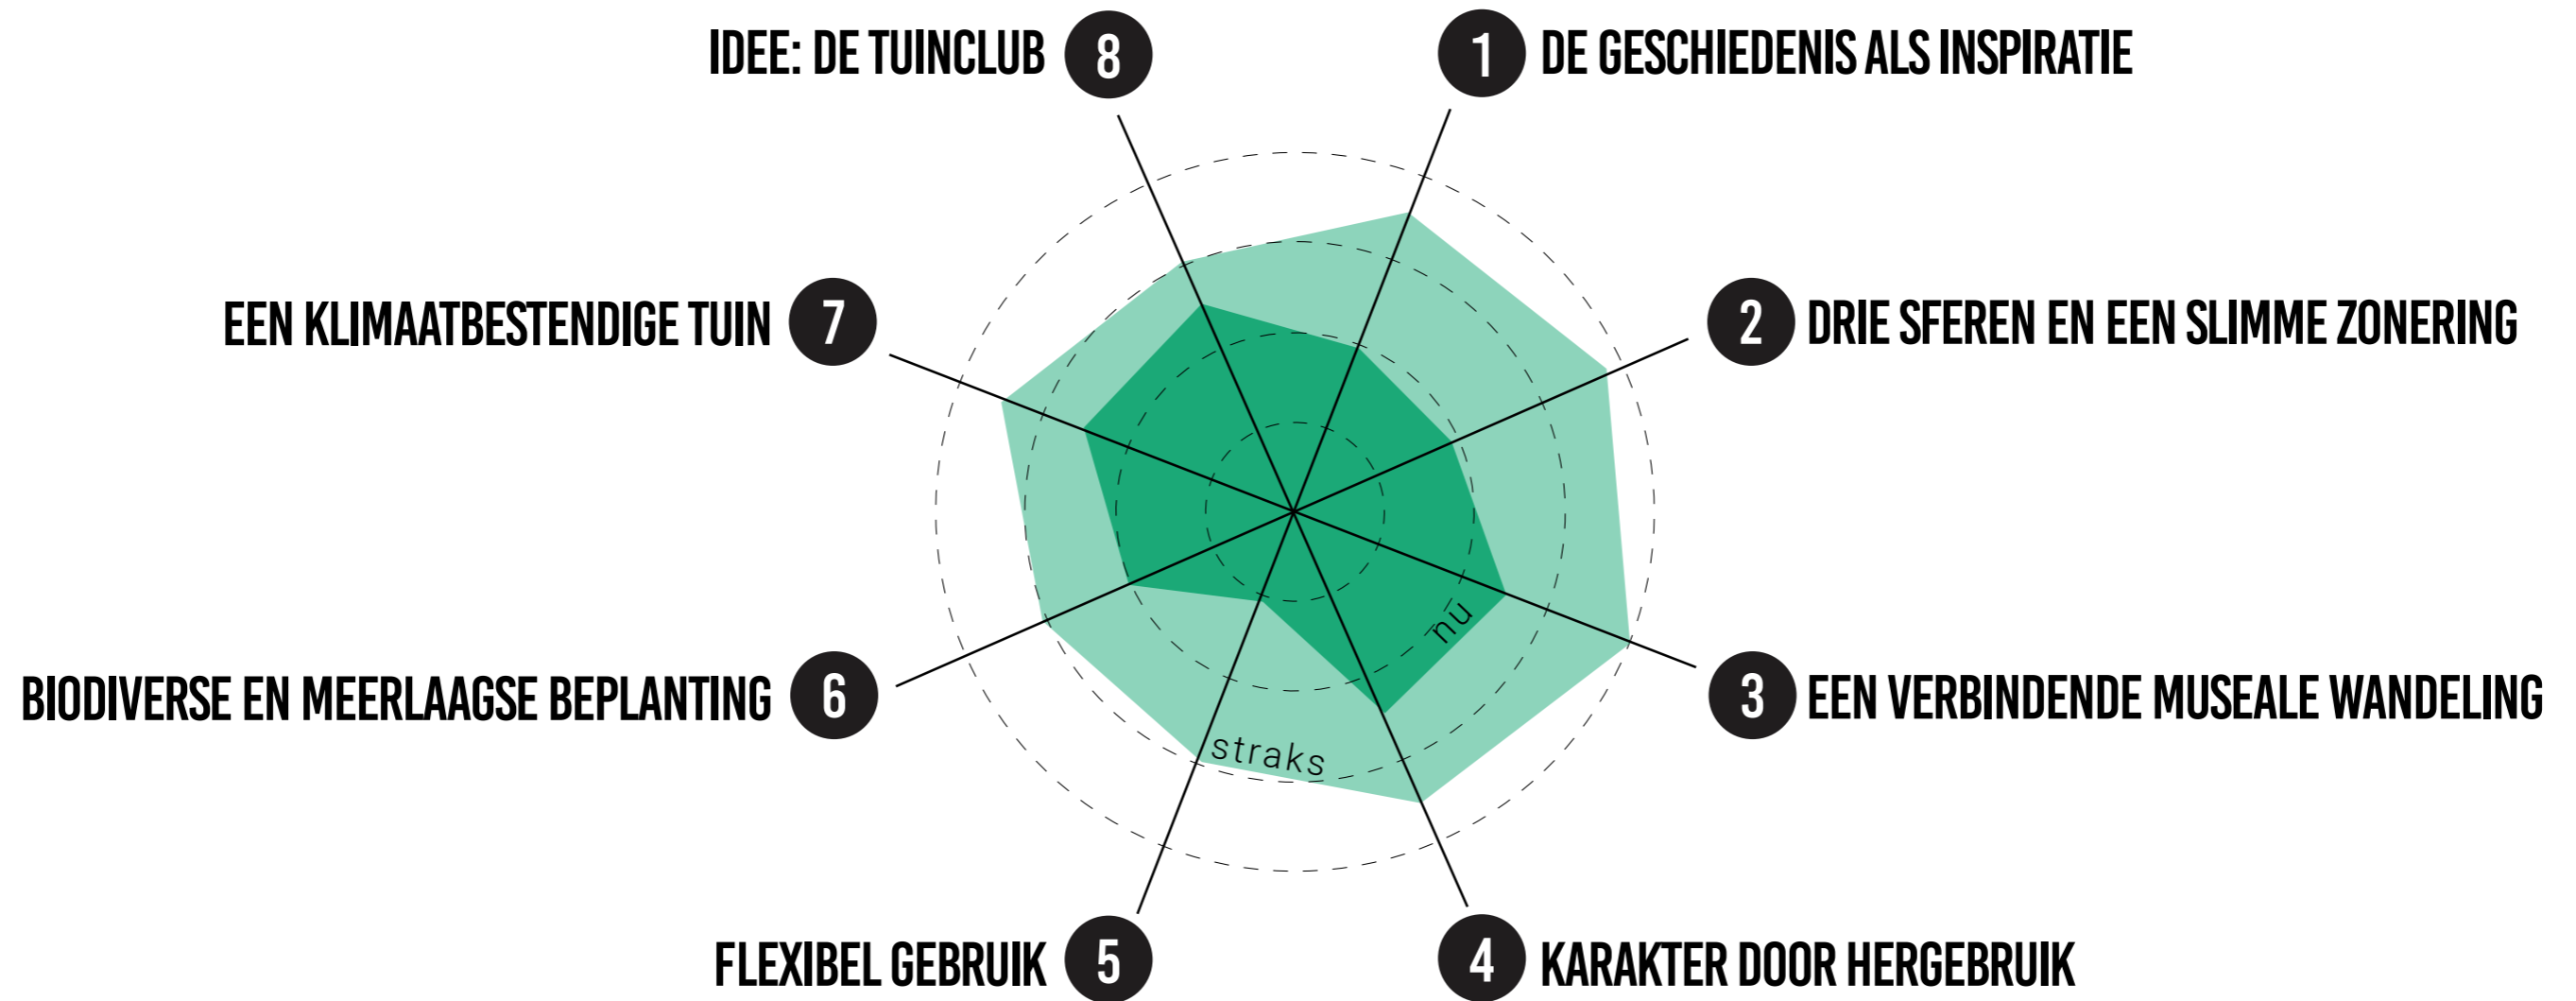 IDEE: DE TUINCLUB 8
1 DE GESCHIEDENIS ALS INSPIRATIE
EEN KLIMAATBESTENDIGE TUIN 7
2 DRIE SFEREN EN EEN SLIMME ZONERING
nu
BIODIVERSE EN MEERLAAGSE BEPLANTING 6
3 EEN VERBINDENDE MUSEALE WANDELING
straks
FLEXIBEL GEBRUIK 5
4 KARAKTER DOOR HERGEBRUIK